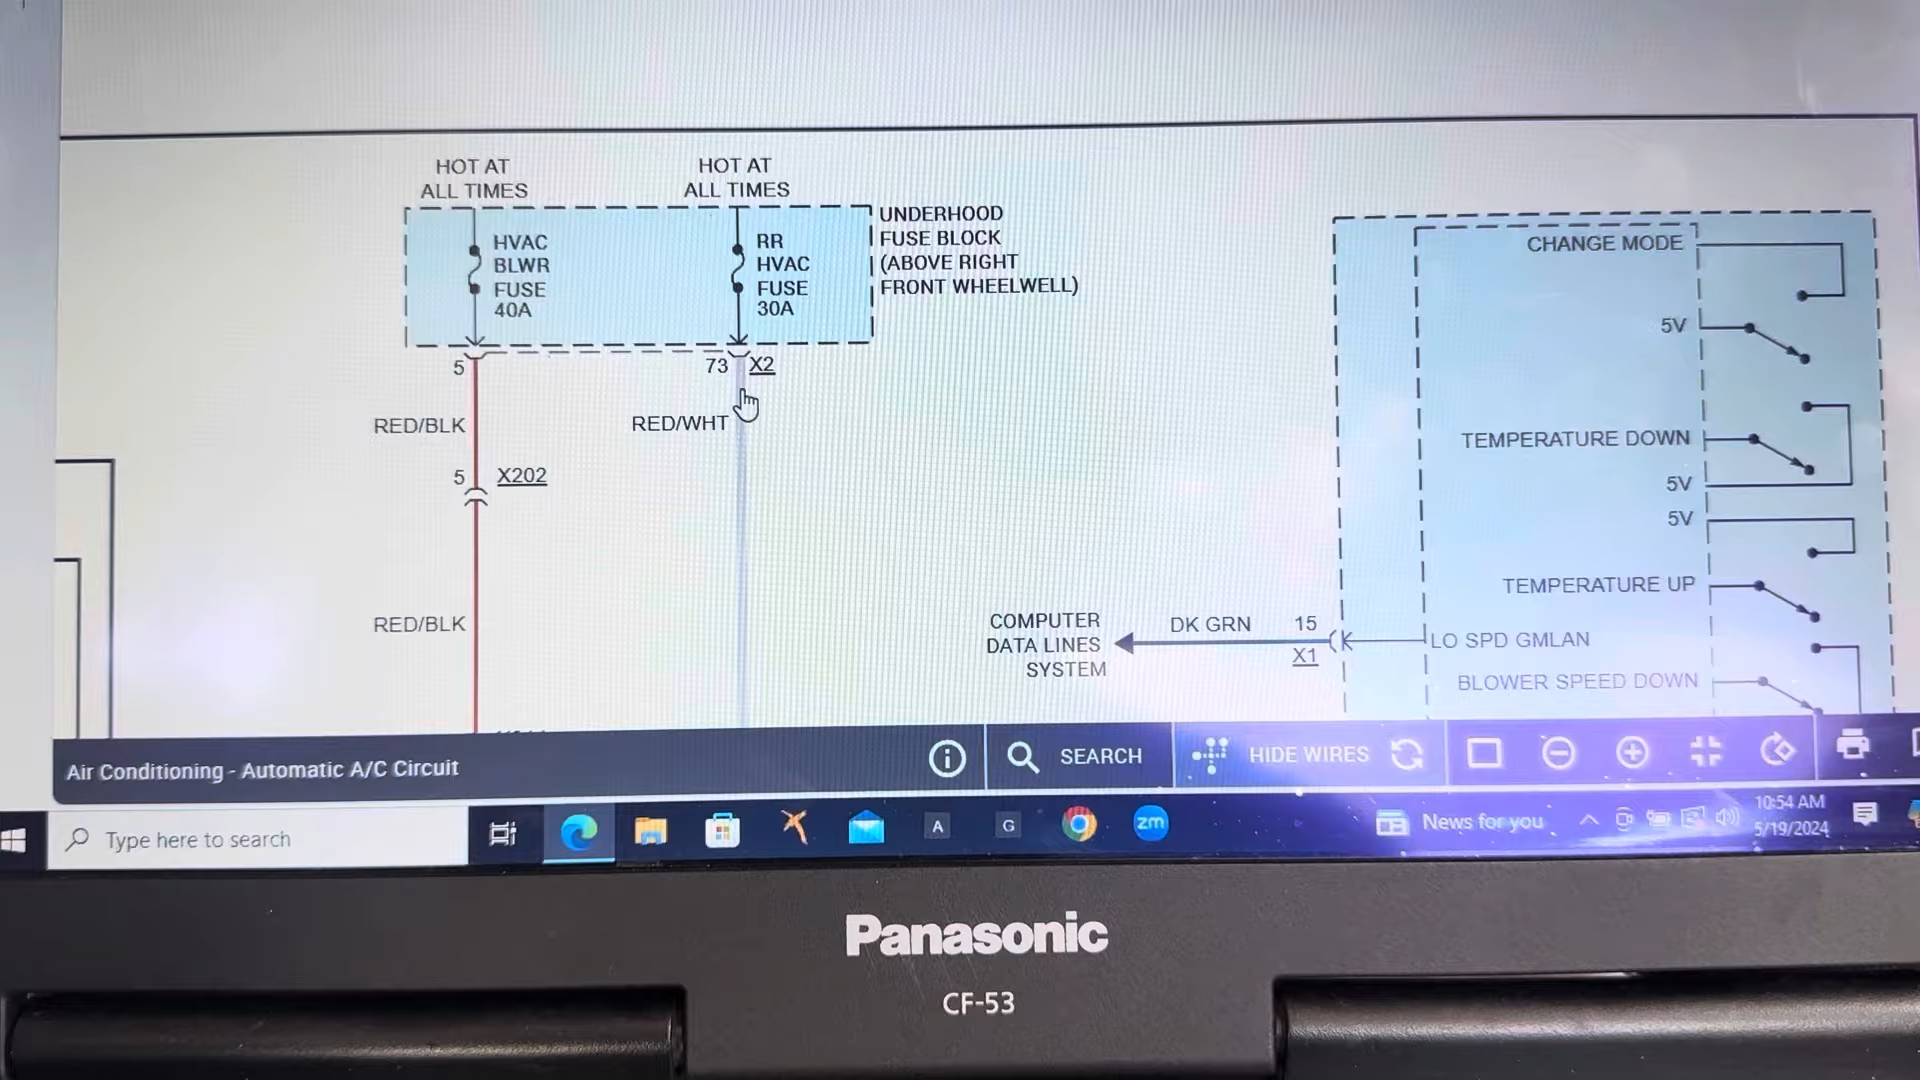 HOT AT
ALL TIMES
HOT AT
ALL TIMES
HVAC
BLWR
FUSE
40A
RR
HVAC
FUSE
30A
UNDERHOOD
FUSE BLOCK
(ABOVE RIGHT
FRONT WHEELWELL)
5
73
X2
RED/BLK
RED/WHT
5
X202
RED/BLK
COMPUTER
DATA LINES
SYSTEM
DK GRN
15
X1
CHANGE MODE
5V
TEMPERATURE DOWN
5V
5V
TEMPERATURE UP
LO SPD GMLAN
BLOWER SPEED DOWN
Air Conditioning - Automatic A/C Circuit
SEARCH
HIDE WIRES
Type here to search
A
G
zm
News for you
10:54 AM
5/19/2024
Panasonic
CF-53